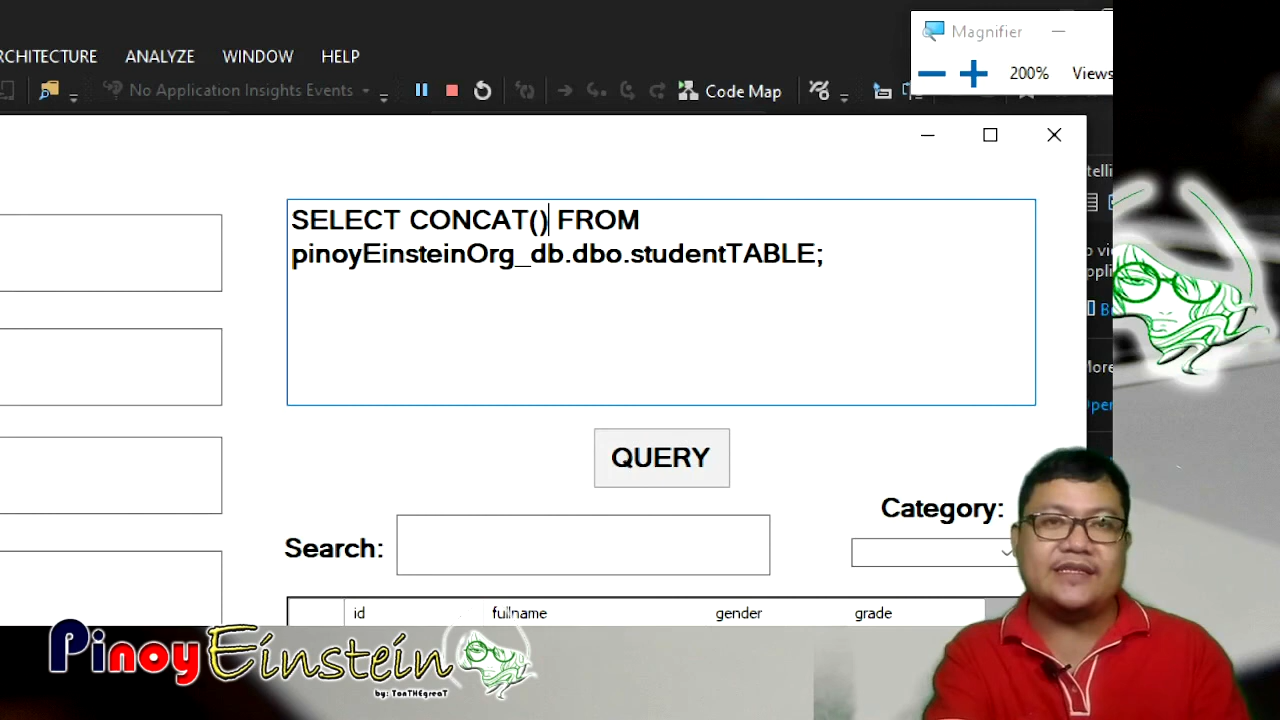 Magnifier
RCHITECTURE ANALYZE WINDOW HELP
200% Views
No Application Insights Events
Code Map
SELECT CONCAT() FROM
pinoyEinsteinOrg_db.dbo.studentTABLE;
QUERY
Category:
Search:
id fullname gender grade
PinoyEinstein
by: TonTHEgreaT